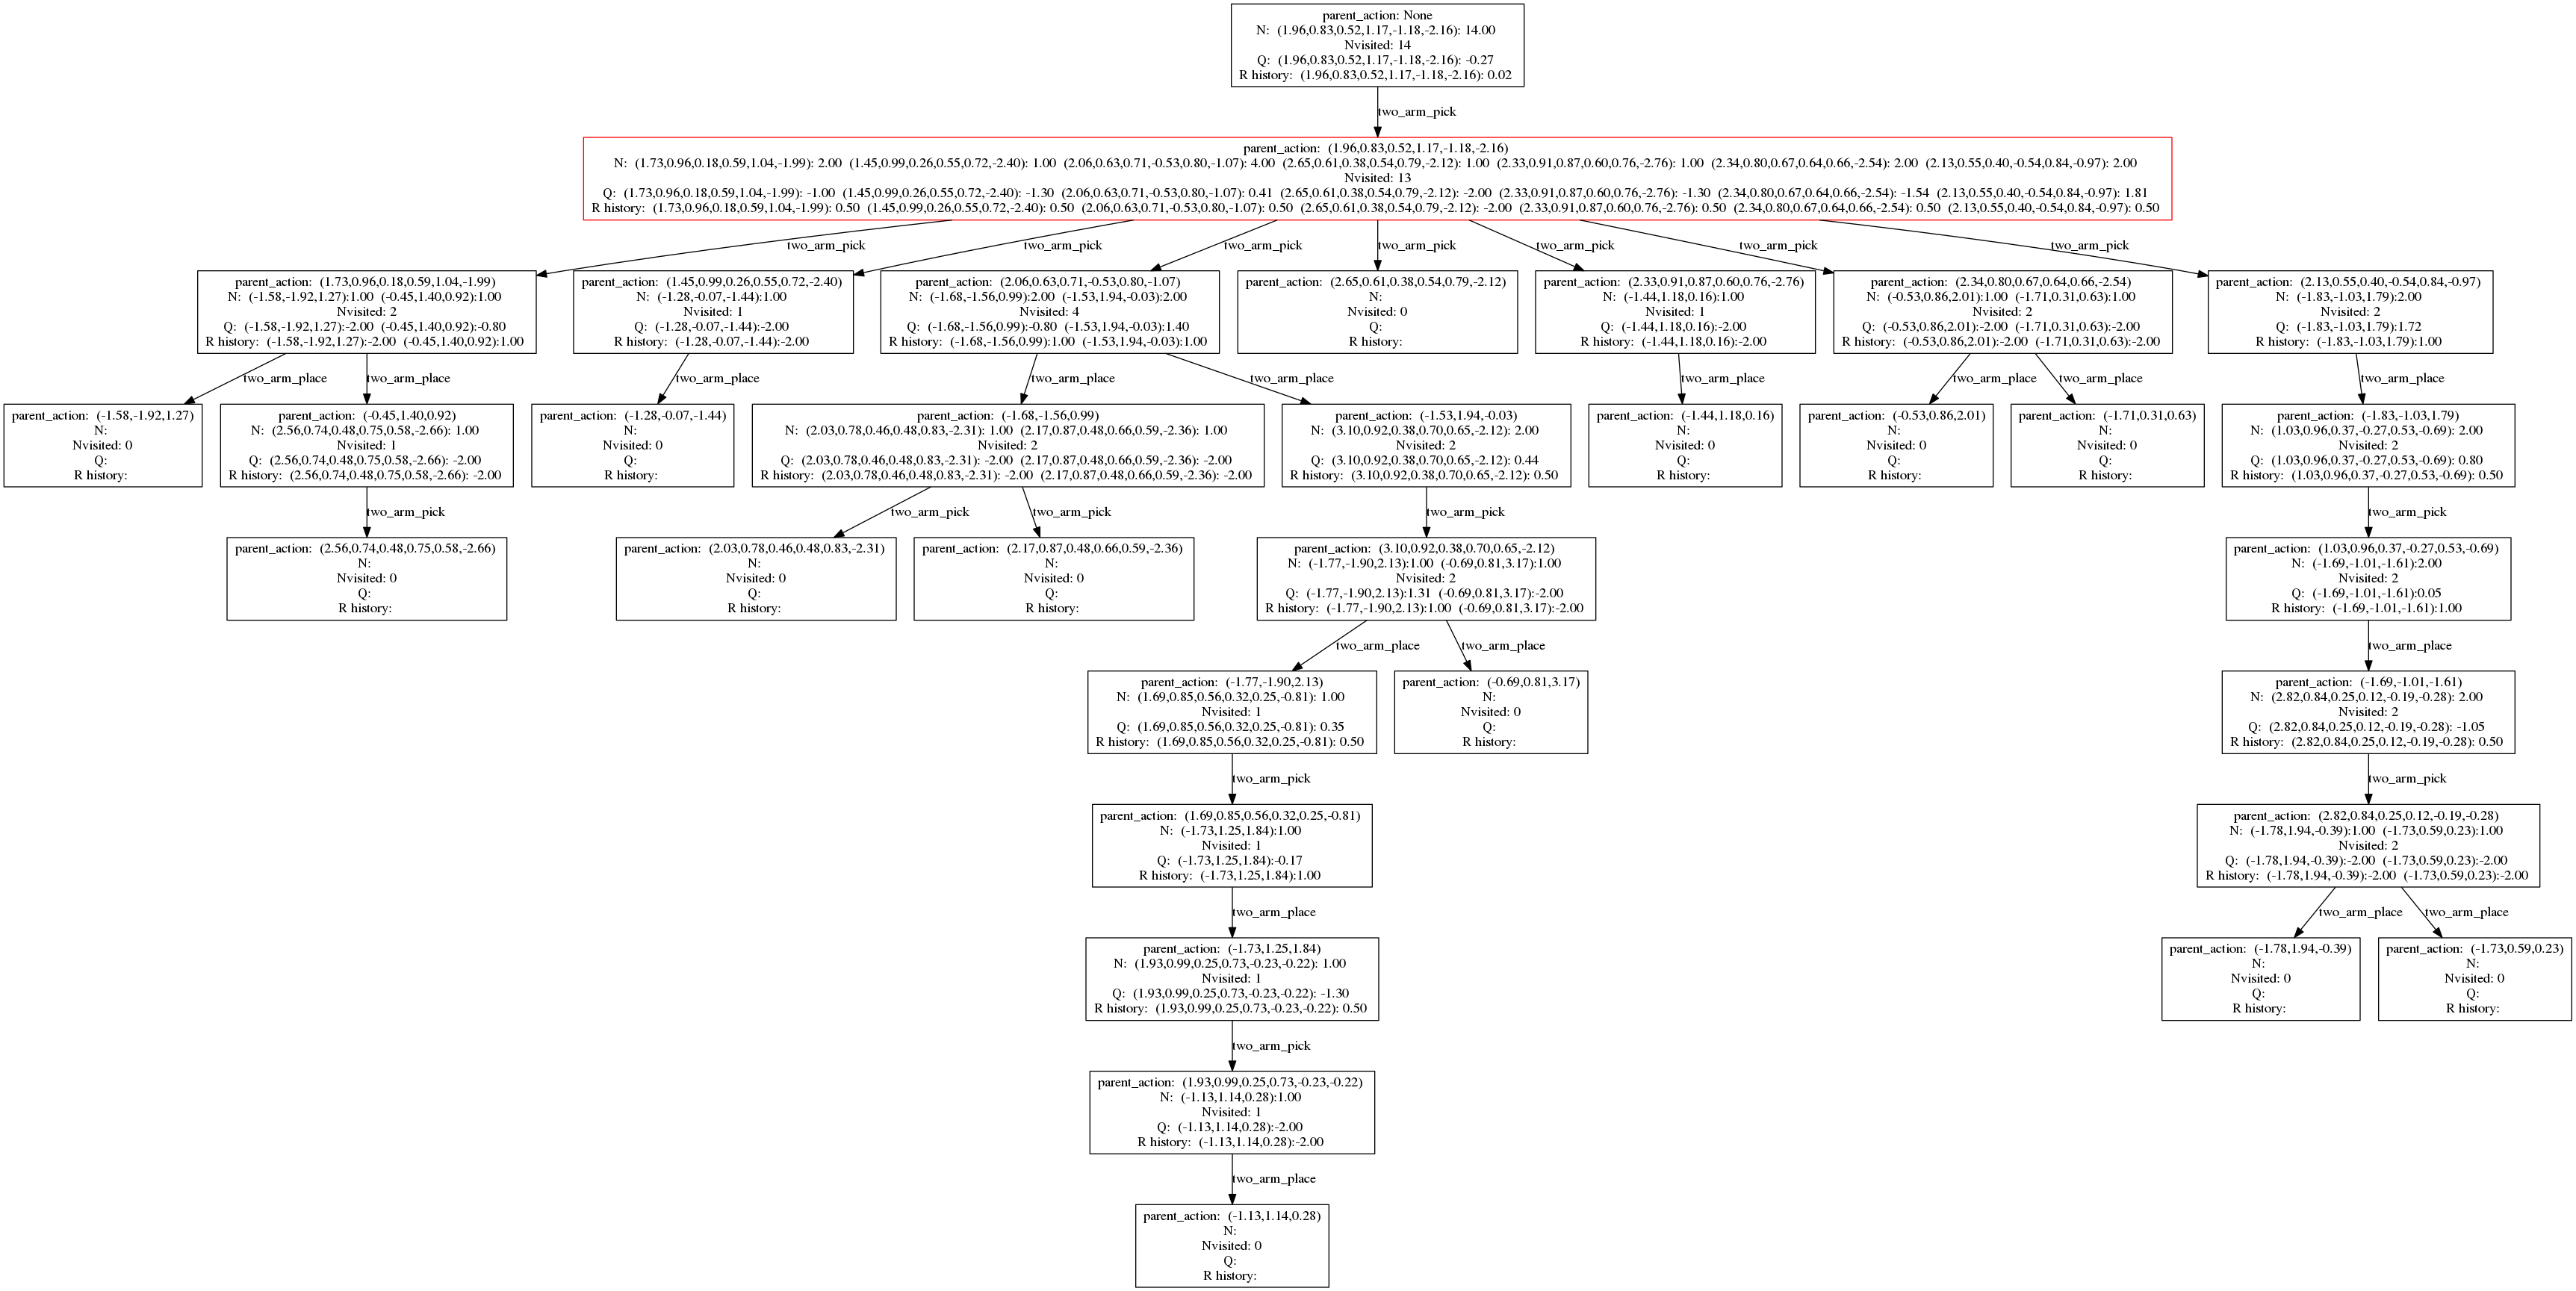 parent_action: None
N: (1.96,0.83,0.52,1.17,-1.18,-2.16): 14.00
Nvisited: 14
Q: (1.96,0.83,0.52,1.17,-1.18,-2.16): -0.27
R history: (1.96,0.83,0.52,1.17,-1.18,-2.16): 0.02
two_arm_pick
parent_action: (1.96,0.83,0.52,1.17,-1.18,-2.16)
N: (1.73,0.96,0.18,0.59,1.04,-1.99): 2.00 (1.45,0.99,0.26,0.55,0.72,-2.40): 1.00 (2.06,0.63,0.71,-0.53,0.80,-1.07): 4.00 (2.65,0.61,0.38,0.54,0.79,-2.12): 1.00 (2.33,0.91,0.87,0.60,0.76,-2.76): 1.00 (2.34,0.80,0.67,0.64,0.66,-2.54): 2.00 (2.13,0.55,0.40,-0.54,0.84,-0.97): 2.00
Nvisited: 13
Q: (1.73,0.96,0.18,0.59,1.04,-1.99): -1.00 (1.45,0.99,0.26,0.55,0.72,-2.40): -1.30 (2.06,0.63,0.71,-0.53,0.80,-1.07): 0.41 (2.65,0.61,0.38,0.54,0.79,-2.12): -2.00 (2.33,0.91,0.87,0.60,0.76,-2.76): -1.30 (2.34,0.80,0.67,0.64,0.66,-2.54): -1.54 (2.13,0.55,0.40,-0.54,0.84,-0.97): 1.81
R history: (1.73,0.96,0.18,0.59,1.04,-1.99): 0.50 (1.45,0.99,0.26,0.55,0.72,-2.40): 0.50 (2.06,0.63,0.71,-0.53,0.80,-1.07): 0.50 (2.65,0.61,0.38,0.54,0.79,-2.12): -2.00 (2.33,0.91,0.87,0.60,0.76,-2.76): 0.50 (2.34,0.80,0.67,0.64,0.66,-2.54): 0.50 (2.13,0.55,0.40,-0.54,0.84,-0.97): 0.50
two_arm_pick
two_arm_pick
two_arm_pick
two_arm_pick
two_arm_pick
two_arm_pick
two_arm_pick
parent_action: (1.73,0.96,0.18,0.59,1.04,-1.99)
N: (-1.58,-1.92,1.27):1.00 (-0.45,1.40,0.92):1.00
Nvisited: 2
Q: (-1.58,-1.92,1.27):-2.00 (-0.45,1.40,0.92):-0.80
R history: (-1.58,-1.92,1.27):-2.00 (-0.45,1.40,0.92):1.00
parent_action: (1.45,0.99,0.26,0.55,0.72,-2.40)
N: (-1.28,-0.07,-1.44):1.00
Nvisited: 1
Q: (-1.28,-0.07,-1.44):-2.00
R history: (-1.28,-0.07,-1.44):-2.00
parent_action: (2.06,0.63,0.71,-0.53,0.80,-1.07)
N: (-1.68,-1.56,0.99):2.00 (-1.53,1.94,-0.03):2.00
Nvisited: 4
Q: (-1.68,-1.56,0.99):-0.80 (-1.53,1.94,-0.03):1.40
R history: (-1.68,-1.56,0.99):1.00 (-1.53,1.94,-0.03):1.00
parent_action: (2.65,0.61,0.38,0.54,0.79,-2.12)
N:
Nvisited: 0
Q:
R history:
parent_action: (2.33,0.91,0.87,0.60,0.76,-2.76)
N: (-1.44,1.18,0.16):1.00
Nvisited: 1
Q: (-1.44,1.18,0.16):-2.00
R history: (-1.44,1.18,0.16):-2.00
parent_action: (2.34,0.80,0.67,0.64,0.66,-2.54)
N: (-0.53,0.86,2.01):1.00 (-1.71,0.31,0.63):1.00
Nvisited: 2
Q: (-0.53,0.86,2.01):-2.00 (-1.71,0.31,0.63):-2.00
R history: (-0.53,0.86,2.01):-2.00 (-1.71,0.31,0.63):-2.00
parent_action: (2.13,0.55,0.40,-0.54,0.84,-0.97)
N: (-1.83,-1.03,1.79):2.00
Nvisited: 2
Q: (-1.83,-1.03,1.79):1.72
R history: (-1.83,-1.03,1.79):1.00
two_arm_place
two_arm_place
two_arm_place
two_arm_place
two_arm_place
two_arm_place
two_arm_place
two_arm_place
two_arm_place
parent_action: (-1.58,-1.92,1.27)
N:
Nvisited: 0
Q:
R history:
parent_action: (-0.45,1.40,0.92)
N: (2.56,0.74,0.48,0.75,0.58,-2.66): 1.00
Nvisited: 1
Q: (2.56,0.74,0.48,0.75,0.58,-2.66): -2.00
R history: (2.56,0.74,0.48,0.75,0.58,-2.66): -2.00
parent_action: (-1.28,-0.07,-1.44)
N:
Nvisited: 0
Q:
R history:
parent_action: (-1.68,-1.56,0.99)
N: (2.03,0.78,0.46,0.48,0.83,-2.31): 1.00 (2.17,0.87,0.48,0.66,0.59,-2.36): 1.00
Nvisited: 2
Q: (2.03,0.78,0.46,0.48,0.83,-2.31): -2.00 (2.17,0.87,0.48,0.66,0.59,-2.36): -2.00
R history: (2.03,0.78,0.46,0.48,0.83,-2.31): -2.00 (2.17,0.87,0.48,0.66,0.59,-2.36): -2.00
parent_action: (-1.53,1.94,-0.03)
N: (3.10,0.92,0.38,0.70,0.65,-2.12): 2.00
Nvisited: 2
Q: (3.10,0.92,0.38,0.70,0.65,-2.12): 0.44
R history: (3.10,0.92,0.38,0.70,0.65,-2.12): 0.50
parent_action: (-1.44,1.18,0.16)
N:
Nvisited: 0
Q:
R history:
parent_action: (-0.53,0.86,2.01)
N:
Nvisited: 0
Q:
R history:
parent_action: (-1.71,0.31,0.63)
N:
Nvisited: 0
Q:
R history:
parent_action: (-1.83,-1.03,1.79)
N: (1.03,0.96,0.37,-0.27,0.53,-0.69): 2.00
Nvisited: 2
Q: (1.03,0.96,0.37,-0.27,0.53,-0.69): 0.80
R history: (1.03,0.96,0.37,-0.27,0.53,-0.69): 0.50
two_arm_pick
two_arm_pick
two_arm_pick
two_arm_pick
two_arm_pick
parent_action: (2.56,0.74,0.48,0.75,0.58,-2.66)
N:
Nvisited: 0
Q:
R history:
parent_action: (2.03,0.78,0.46,0.48,0.83,-2.31)
N:
Nvisited: 0
Q:
R history:
parent_action: (2.17,0.87,0.48,0.66,0.59,-2.36)
N:
Nvisited: 0
Q:
R history:
parent_action: (3.10,0.92,0.38,0.70,0.65,-2.12)
N: (-1.77,-1.90,2.13):1.00 (-0.69,0.81,3.17):1.00
Nvisited: 2
Q: (-1.77,-1.90,2.13):1.31 (-0.69,0.81,3.17):-2.00
R history: (-1.77,-1.90,2.13):1.00 (-0.69,0.81,3.17):-2.00
parent_action: (1.03,0.96,0.37,-0.27,0.53,-0.69)
N: (-1.69,-1.01,-1.61):2.00
Nvisited: 2
Q: (-1.69,-1.01,-1.61):0.05
R history: (-1.69,-1.01,-1.61):1.00
two_arm_place
two_arm_place
two_arm_place
parent_action: (-1.77,-1.90,2.13)
N: (1.69,0.85,0.56,0.32,0.25,-0.81): 1.00
Nvisited: 1
Q: (1.69,0.85,0.56,0.32,0.25,-0.81): 0.35
R history: (1.69,0.85,0.56,0.32,0.25,-0.81): 0.50
parent_action: (-0.69,0.81,3.17)
N:
Nvisited: 0
Q:
R history:
parent_action: (-1.69,-1.01,-1.61)
N: (2.82,0.84,0.25,0.12,-0.19,-0.28): 2.00
Nvisited: 2
Q: (2.82,0.84,0.25,0.12,-0.19,-0.28): -1.05
R history: (2.82,0.84,0.25,0.12,-0.19,-0.28): 0.50
two_arm_pick
two_arm_pick
parent_action: (1.69,0.85,0.56,0.32,0.25,-0.81)
N: (-1.73,1.25,1.84):1.00
Nvisited: 1
Q: (-1.73,1.25,1.84):-0.17
R history: (-1.73,1.25,1.84):1.00
parent_action: (2.82,0.84,0.25,0.12,-0.19,-0.28)
N: (-1.78,1.94,-0.39):1.00 (-1.73,0.59,0.23):1.00
Nvisited: 2
Q: (-1.78,1.94,-0.39):-2.00 (-1.73,0.59,0.23):-2.00
R history: (-1.78,1.94,-0.39):-2.00 (-1.73,0.59,0.23):-2.00
two_arm_place
two_arm_place
two_arm_place
parent_action: (-1.73,1.25,1.84)
N: (1.93,0.99,0.25,0.73,-0.23,-0.22): 1.00
Nvisited: 1
Q: (1.93,0.99,0.25,0.73,-0.23,-0.22): -1.30
R history: (1.93,0.99,0.25,0.73,-0.23,-0.22): 0.50
parent_action: (-1.78,1.94,-0.39)
N:
Nvisited: 0
Q:
R history:
parent_action: (-1.73,0.59,0.23)
N:
Nvisited: 0
Q:
R history:
two_arm_pick
parent_action: (1.93,0.99,0.25,0.73,-0.23,-0.22)
N: (-1.13,1.14,0.28):1.00
Nvisited: 1
Q: (-1.13,1.14,0.28):-2.00
R history: (-1.13,1.14,0.28):-2.00
two_arm_place
parent_action: (-1.13,1.14,0.28)
N:
Nvisited: 0
Q:
R history: